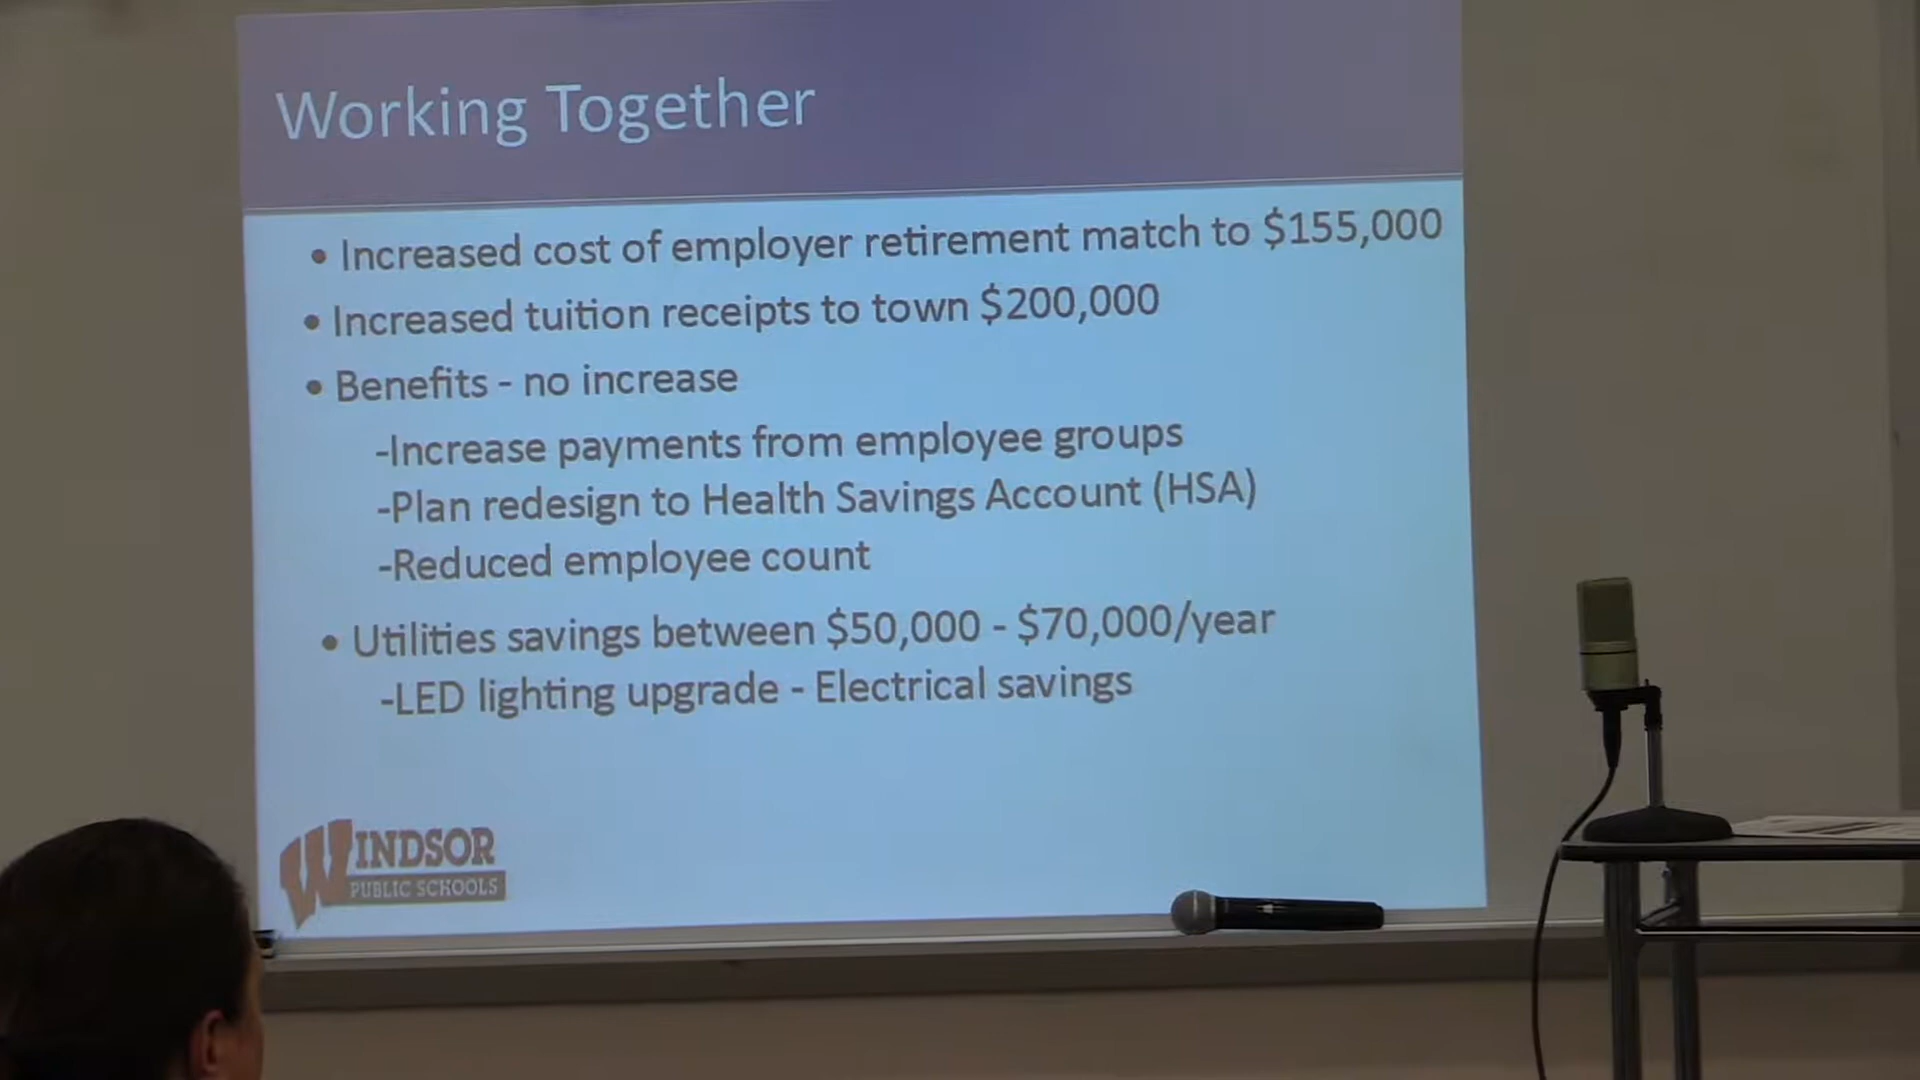 Working Together
• Increased cost of employer retirement match to $155,000
• Increased tuition receipts to town $200,000
• Benefits - no increase
-Increase payments from employee groups
-Plan redesign to Health Savings Account (HSA)
-Reduced employee count
• Utilities savings between $50,000 - $70,000/year
-LED lighting upgrade - Electrical savings
WINDSOR
PUBLIC SCHOOLS